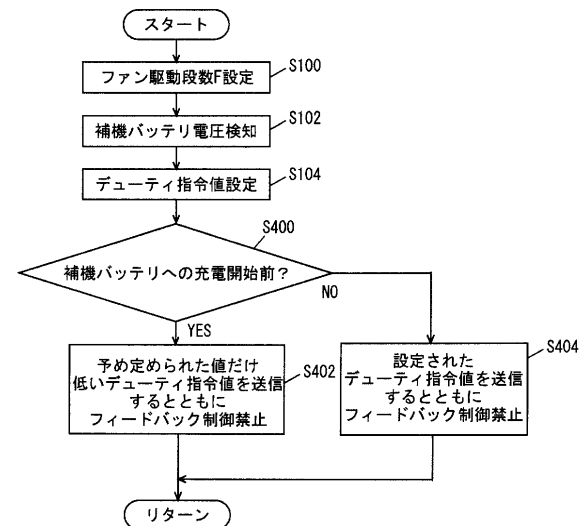 スタート
ファン駆動段数F設定
S100
補機バッテリ電圧検知
S102
デューティ指令値設定
S104
S400
補機バッテリへの充電開始前？
NO
YES
予め定められた値だけ
低いデューティ指令値を送信
するとともに
フィードバック制御禁止
S402
設定された
デューティ指令値を送信
するとともに
フィードバック制御禁止
S404
リターン